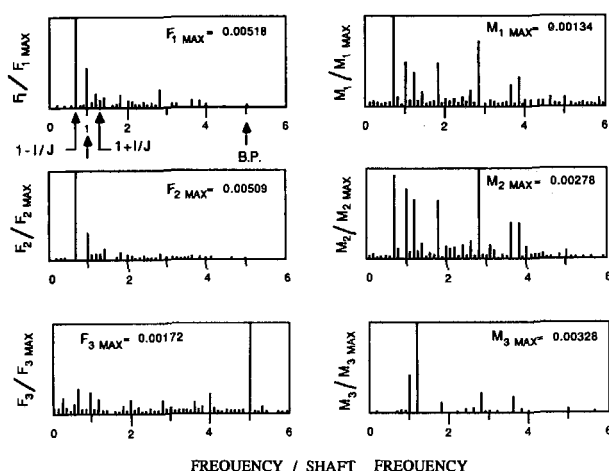 F₁/F₁ MAX
F₁ MAX = 0.00518
0 1 2 4 6
1-I/J
1+I/J
B.P.
M₁/M₁ MAX
M₁ MAX = 0.00134
0 2 4 6
F₂/F₂ MAX
F₂ MAX = 0.00509
0 2 4 6
M₂/M₂ MAX
M₂ MAX = 0.00278
0 2 4 6
F₃/F₃ MAX
F₃ MAX = 0.00172
0 2 4 6
M₃/M₃ MAX
M₃ MAX = 0.00328
0 2 4 6
FREQUENCY / SHAFT FREQUENCY